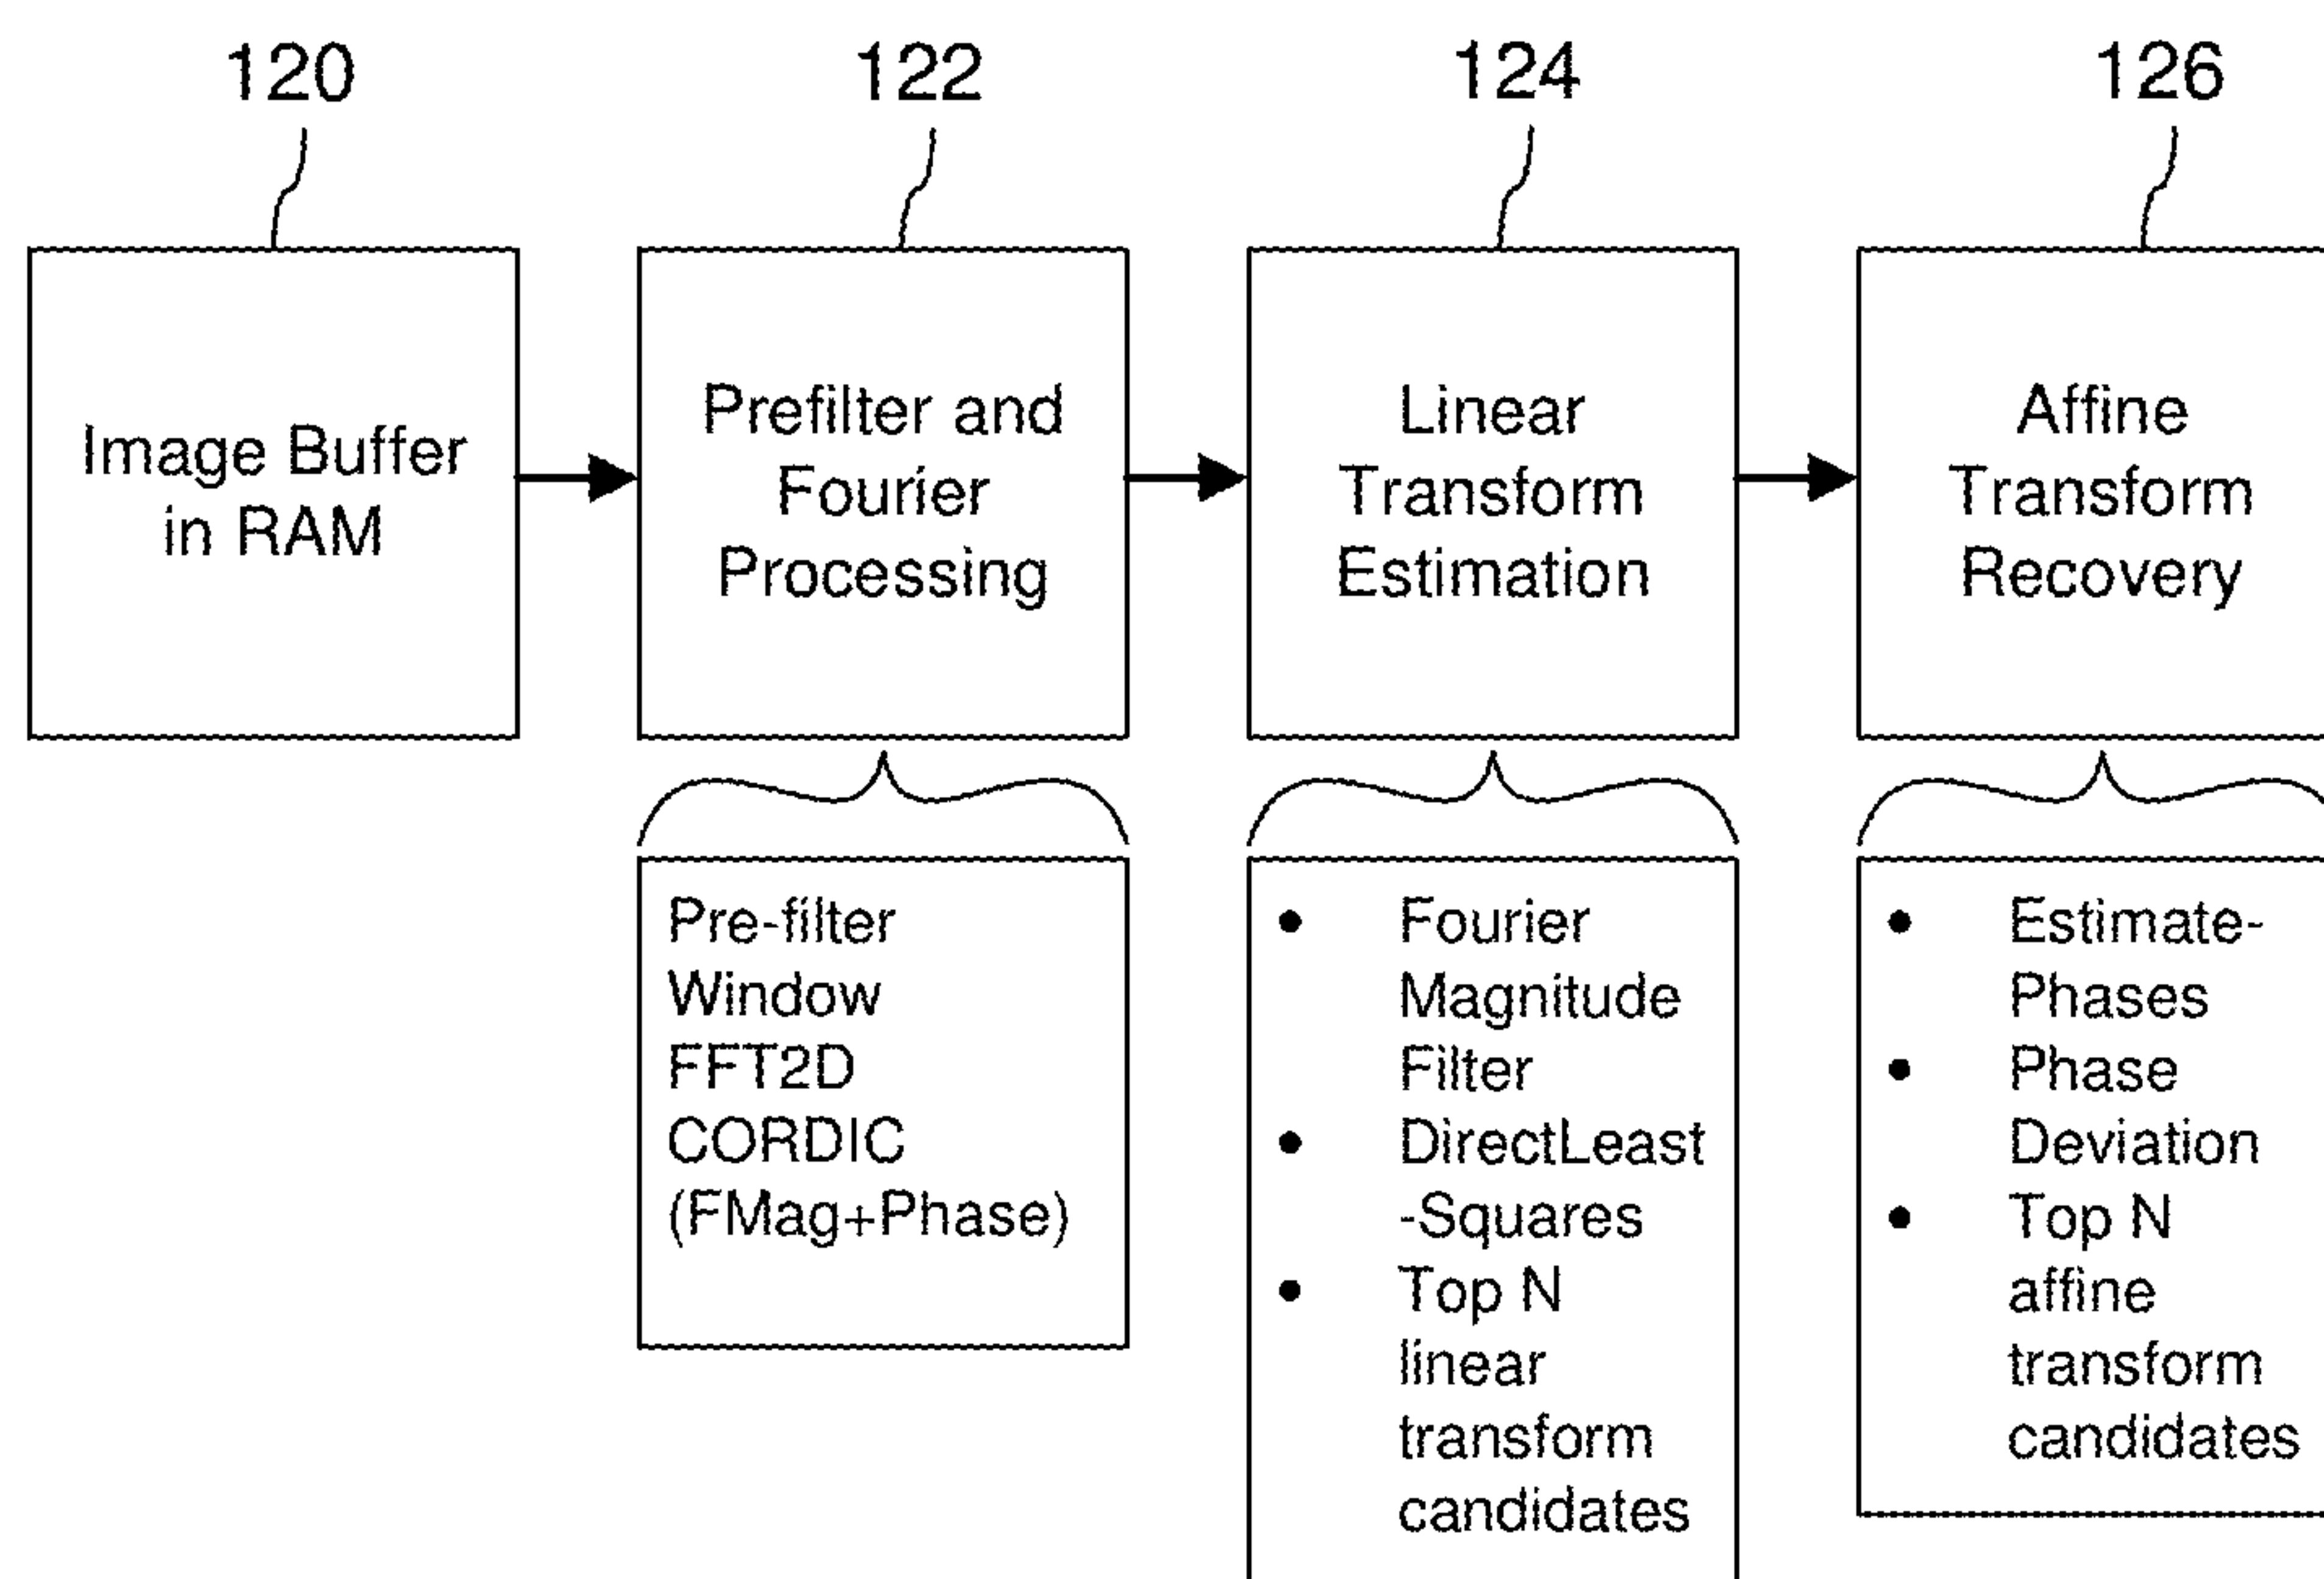 120
122
124
126
Image Buffer
in RAM
Prefilter and
Fourier
Processing
Linear
Transform
Estimation
Affine
Transform
Recovery
Pre-filter
Window
FFT2D
CORDIC
(FMag+Phase)
• Fourier
Magnitude
Filter
• DirectLeast
-Squares
• Top N
linear
transform
candidates
• Estimate-
Phases
• Phase
Deviation
• Top N
affine
transform
candidates